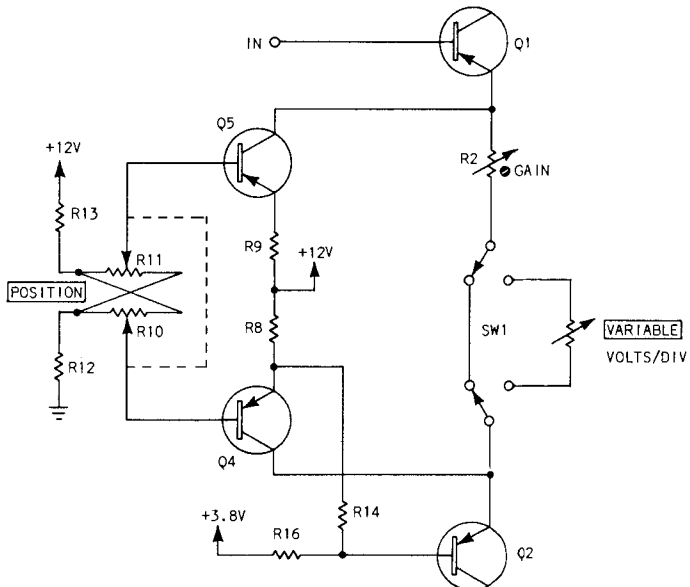 IN
Q1
Q5
+12V
R2
GAIN
R13
R11
R9
+12V
POSITION
R10
R8
SW1
VARIABLE
VOLTS/DIV
R12
Q4
+3.8V
R16
R14
Q2